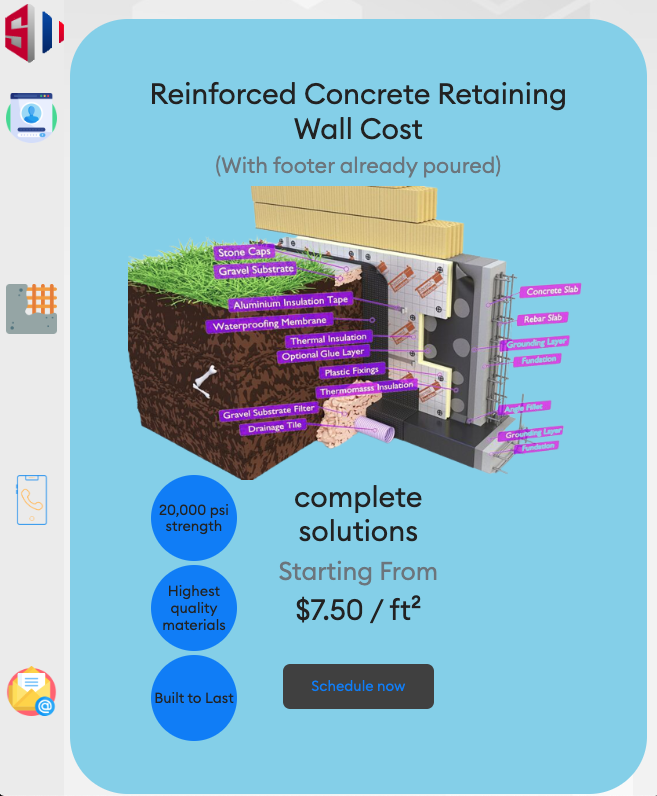 Reinforced Concrete Retaining
Wall Cost
(With footer already poured)
Stone Caps
Gravel Substrate
Aluminium Insulation Tape
Waterproofing Membrane
Thermal Insulation
Optional Glue Layer
Plastic Fixings
Thermomasss Insulation
Gravel Substrate Filter
Drainage Tile
Concrete Slab
Rebar Slab
Grounding Layer
Fundation
Angle Fillet
Grounding Layer
Fundation
20,000 psi
strength
Highest
quality
materials
Built to Last
complete
solutions
Starting From
$7.50 / ft²
Schedule now